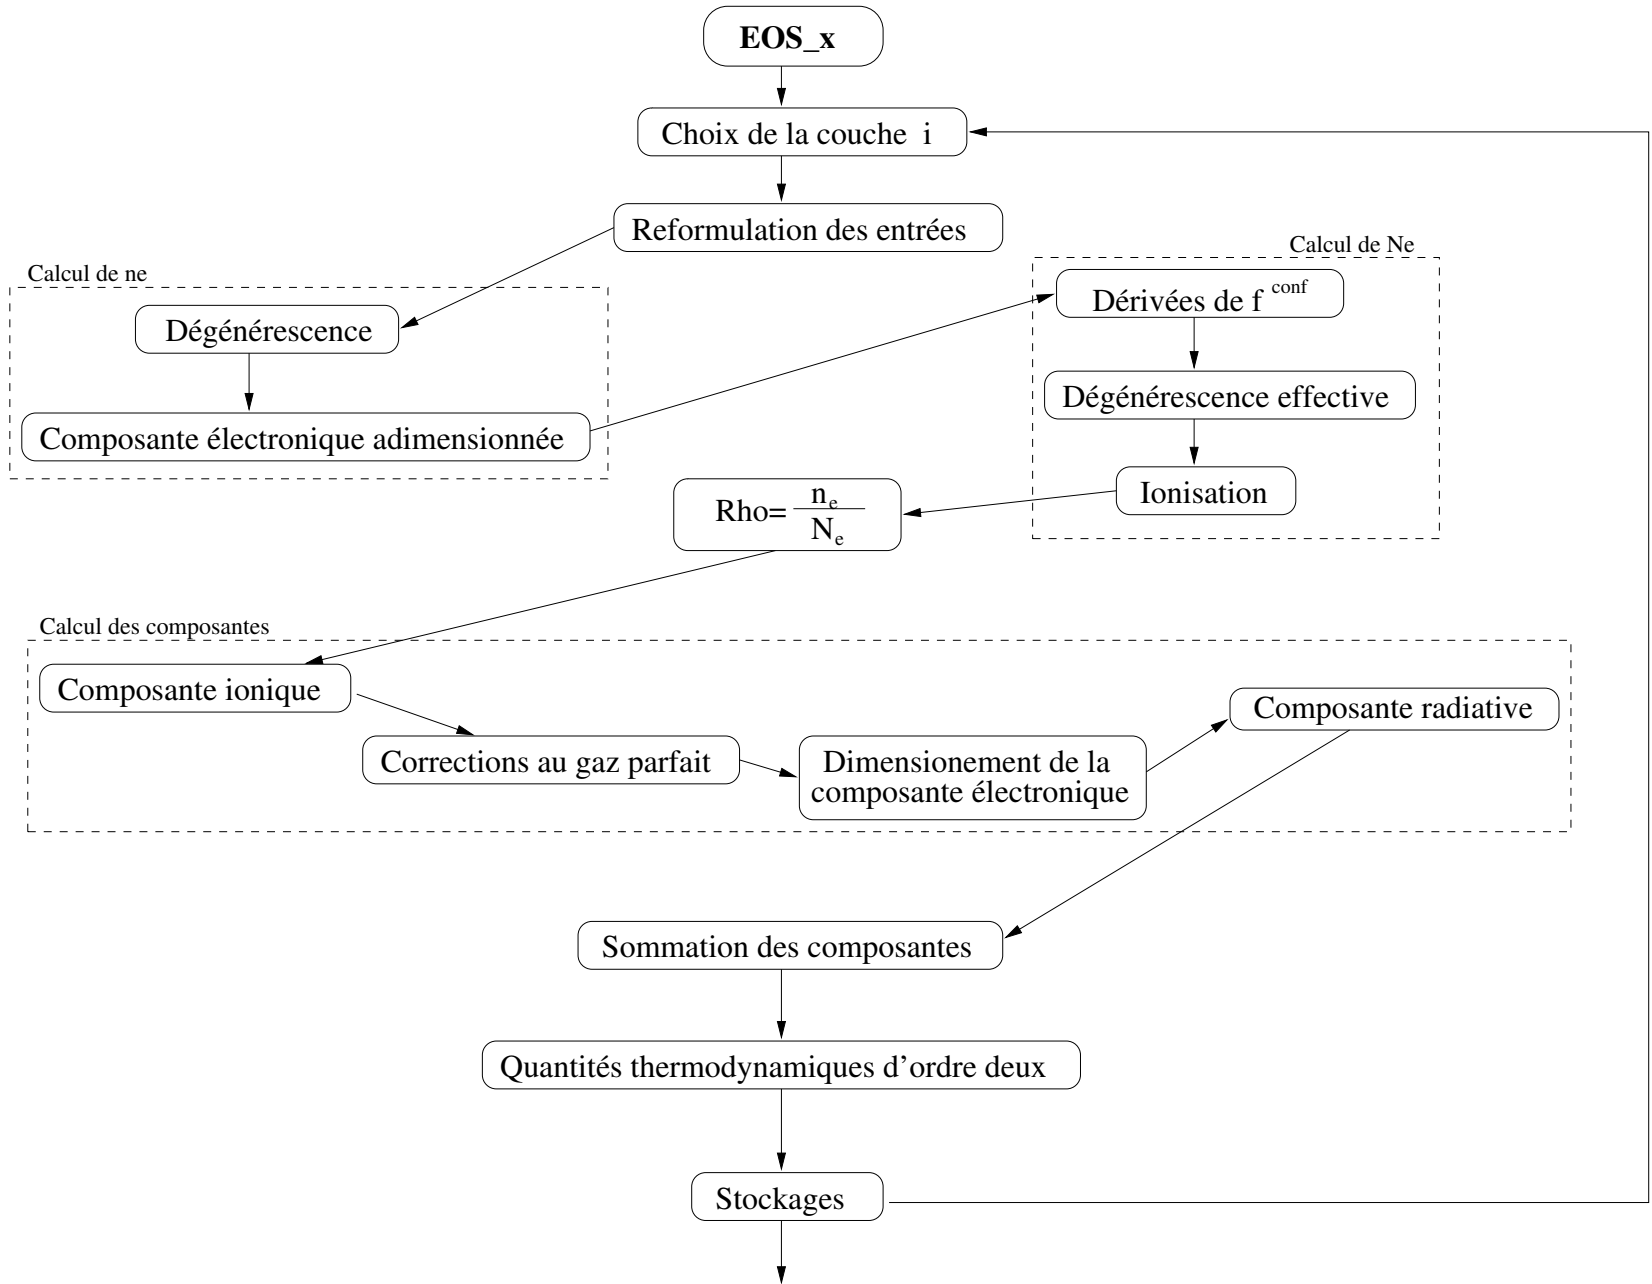 EOS_x
Choix de la couche i
Reformulation des entrées
Calcul de ne
Dégénérescence
Composante électronique adimensionnée
Calcul de Ne
Dérivées de f conf
Dégénérescence effective
Ionisation
Rho= n_e
N_e
Calcul des composantes
Composante ionique
Corrections au gaz parfait
Dimensionement de la
composante électronique
Composante radiative
Sommation des composantes
Quantités thermodynamiques d'ordre deux
Stockages